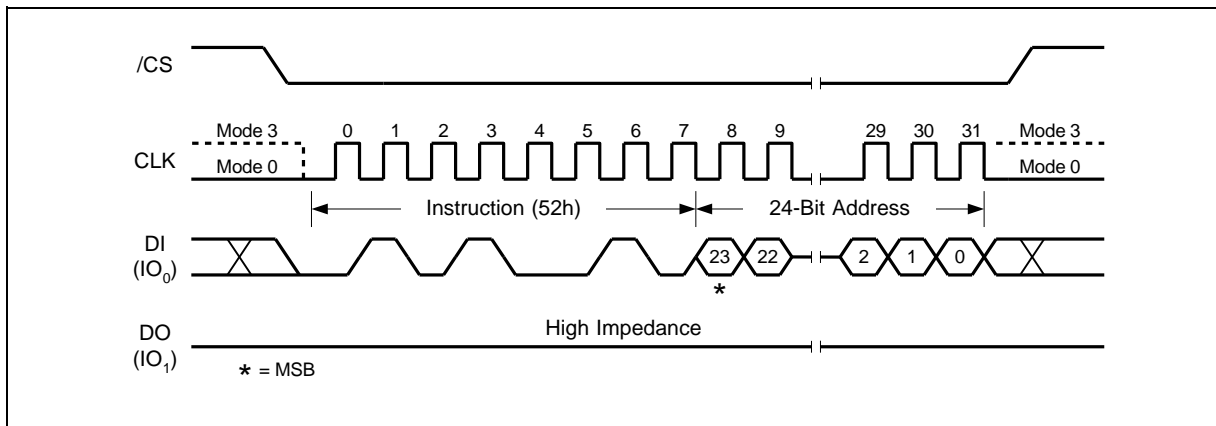 /CS
Mode 3 0 1 2 3 4 5 6 7 8 9 29 30 31 Mode 3
CLK
Mode 0 Mode 0
Instruction (52h) 24-Bit Address
DI
(IO0)
23 22 2 1 0
*
DO
(IO1)
High Impedance
* = MSB